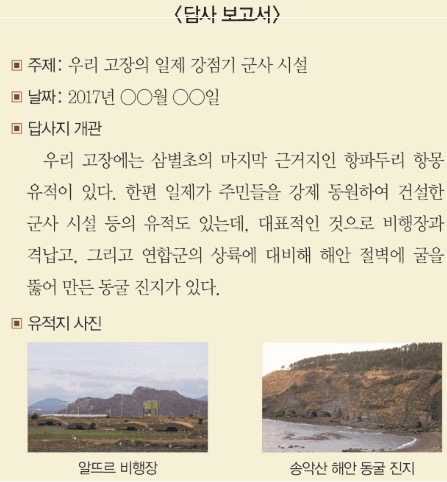 〈답사 보고서〉
▣ 주제: 우리 고장의 일제 강점기 군사 시설
▣ 날짜: 2017년 ○○월 ○○일
▣ 답사지 개관
우리 고장에는 삼별초의 마지막 근거지인 항파두리 항몽
유적이 있다. 한편 일제가 주민들을 강제 동원하여 건설한
군사 시설 등의 유적도 있는데, 대표적인 것으로 비행장과
격납고, 그리고 연합군의 상륙에 대비해 해안 절벽에 굴을
뚫어 만든 동굴 진지가 있다.
▣ 유적지 사진
알뜨르 비행장
송악산 해안 동굴 진지